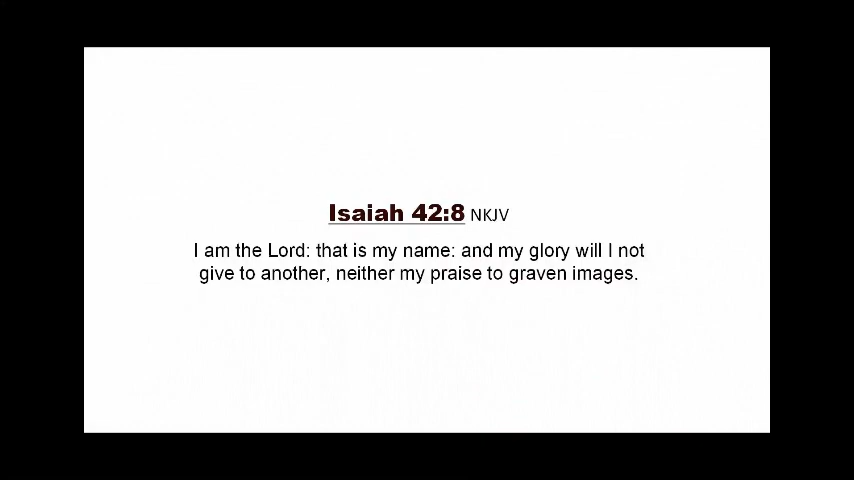 Isaiah 42:8 NKJV
I am the Lord: that is my name: and my glory will I not
give to another, neither my praise to graven images.